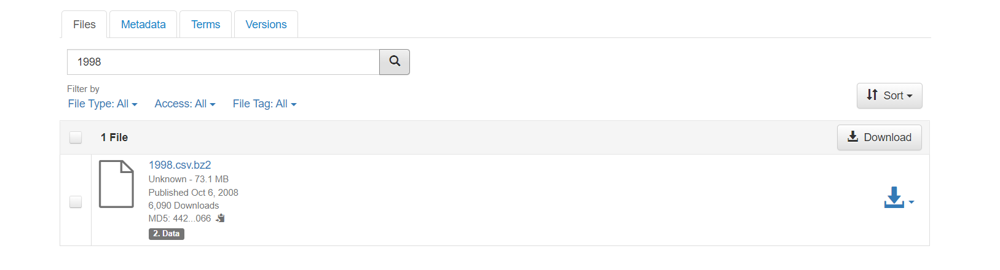 Files Metadata Terms Versions
1998
Filter by
File Type: All Access: All File Tag: All
Sort
1 File
Download
1998.csv.bz2
Unknown - 73.1 MB
Published Oct 6, 2008
6,090 Downloads
MD5: 442...066
2. Data